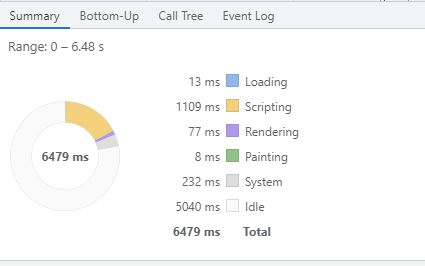 Summary Bottom-Up Call Tree Event Log
Range: 0 – 6.48 s
13 ms Loading
1109 ms Scripting
77 ms Rendering
6479 ms
8 ms Painting
232 ms System
5040 ms Idle
6479 ms Total